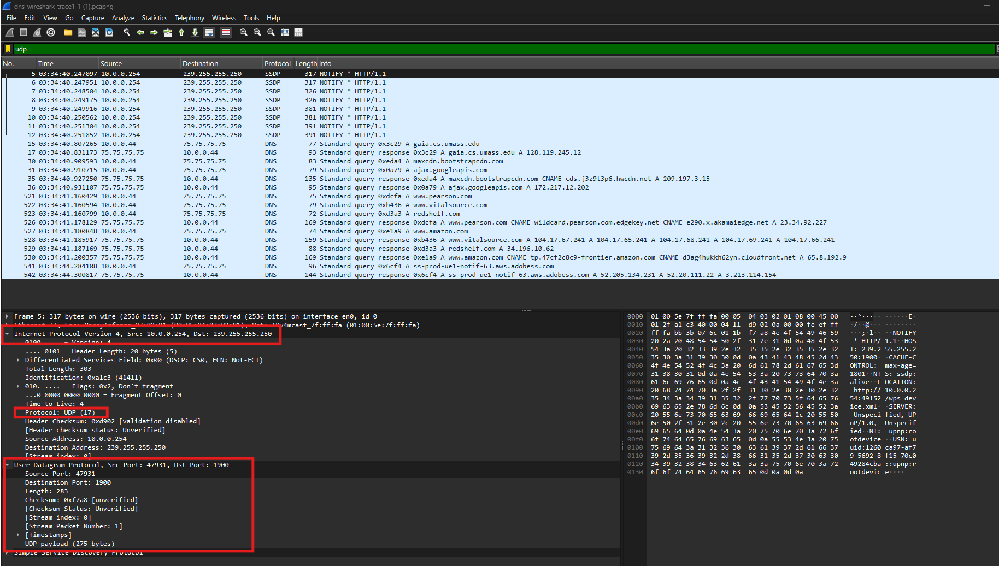 dns-wireshark-trace1-1 (1).pcapng
File Edit View Go Capture Analyze Statistics Telephony Wireless Tools Help
udp
No. Time Source Destination Protocol Length Info
5 03:34:40.247097 10.0.0.254 239.255.255.250 SSDP 317 NOTIFY * HTTP/1.1
6 03:34:40.247951 10.0.0.254 239.255.255.250 SSDP 317 NOTIFY * HTTP/1.1
7 03:34:40.248504 10.0.0.254 239.255.255.250 SSDP 326 NOTIFY * HTTP/1.1
8 03:34:40.249175 10.0.0.254 239.255.255.250 SSDP 326 NOTIFY * HTTP/1.1
9 03:34:40.249916 10.0.0.254 239.255.255.250 SSDP 381 NOTIFY * HTTP/1.1
10 03:34:40.250562 10.0.0.254 239.255.255.250 SSDP 381 NOTIFY * HTTP/1.1
11 03:34:40.251304 10.0.0.254 239.255.255.250 SSDP 391 NOTIFY * HTTP/1.1
12 03:34:40.251852 10.0.0.254 239.255.255.250 SSDP 391 NOTIFY * HTTP/1.1
15 03:34:40.807265 10.0.0.44 75.75.75.75 DNS 77 Standard query 0x3c29 A gaia.cs.umass.edu
17 03:34:40.831173 75.75.75.75 10.0.0.44 DNS 93 Standard query response 0x3c29 A gaia.cs.umass.edu A 128.119.245.12
30 03:34:40.909593 10.0.0.44 75.75.75.75 DNS 83 Standard query 0xeda4 A maxcdn.bootstrapcdn.com
31 03:34:40.910715 10.0.0.44 75.75.75.75 DNS 79 Standard query 0x0a79 A ajax.googleapis.com
35 03:34:40.927250 75.75.75.75 10.0.0.44 DNS 135 Standard query response 0xeda4 A maxcdn.bootstrapcdn.com CNAME cds.j3z9t3p6.hwcdn.net A 209.197.3.15
36 03:34:40.931107 75.75.75.75 10.0.0.44 DNS 95 Standard query response 0x0a79 A ajax.googleapis.com A 172.217.12.202
521 03:34:41.160429 10.0.0.44 75.75.75.75 DNS 75 Standard query 0xdcfa A www.pearson.com
522 03:34:41.160594 10.0.0.44 75.75.75.75 DNS 79 Standard query 0xb436 A www.vitalsource.com
523 03:34:41.160799 10.0.0.44 75.75.75.75 DNS 72 Standard query 0xd3a3 A redshelf.com
526 03:34:41.178129 75.75.75.75 10.0.0.44 DNS 169 Standard query response 0xdcfa A www.pearson.com CNAME wildcard.pearson.com.edgekey.net CNAME e290.x.akamaiedge.net A 23.34.92.227
527 03:34:41.180848 10.0.0.44 75.75.75.75 DNS 74 Standard query 0xe1a9 A www.amazon.com
528 03:34:41.185917 75.75.75.75 10.0.0.44 DNS 159 Standard query response 0xb436 A www.vitalsource.com A 104.17.67.241 A 104.17.65.241 A 104.17.68.241 A 104.17.69.241 A 104.17.66.241
529 03:34:41.187169 75.75.75.75 10.0.0.44 DNS 88 Standard query response 0xd3a3 A redshelf.com A 34.196.10.62
530 03:34:41.200357 75.75.75.75 10.0.0.44 DNS 169 Standard query response 0xe1a9 A www.amazon.com CNAME tp.47cf2c8c9-frontier.amazon.com CNAME d3ag4hukkh62yn.cloudfront.net A 65.8.192.9
541 03:34:44.284108 10.0.0.44 75.75.75.75 DNS 96 Standard query 0x6cf4 A ss-prod-ue1-notif-63.aws.adobess.com
542 03:34:44.300817 75.75.75.75 10.0.0.44 DNS 144 Standard query response 0x6cf4 A ss-prod-ue1-notif-63.aws.adobess.com A 52.205.134.231 A 52.20.111.22 A 3.213.114.154
Frame 5: 317 bytes on wire (2536 bits), 317 bytes captured (2536 bits) on interface en0, id 0
Ethernet II, Src: NarayInforma_03:02:01 (00:05:04:03:02:01), Dst: IPv4mcast_7f:ff:fa (01:00:5e:7f:ff:fa)
Internet Protocol Version 4, Src: 10.0.0.254, Dst: 239.255.255.250
0100 .... = Version: 4
.... 0101 = Header Length: 20 bytes (5)
Differentiated Services Field: 0x00 (DSCP: CS0, ECN: Not-ECT)
Total Length: 303
Identification: 0xa1c3 (41411)
010. .... = Flags: 0x2, Don't fragment
...0 0000 0000 0000 = Fragment Offset: 0
Time to Live: 4
Protocol: UDP (17)
Header Checksum: 0xd902 [validation disabled]
[Header checksum status: Unverified]
Source Address: 10.0.0.254
Destination Address: 239.255.255.250
[Stream index: 0]
User Datagram Protocol, Src Port: 47931, Dst Port: 1900
Source Port: 47931
Destination Port: 1900
Length: 283
Checksum: 0xf7a8 [unverified]
[Checksum Status: Unverified]
[Stream index: 0]
[Stream Packet Number: 1]
[Timestamps]
UDP payload (275 bytes)
Simple Service Discovery Protocol
0000 01 00 5e 7f ff fa 00 05 04 03 02 01 08 00 45 00 ··^··· ········E·
0010 01 2f a1 c3 40 00 04 11 d9 02 0a 00 00 fe ef ff ·/··@··· ········
0020 ff fa bb 3b 07 6c 01 1b f7 a8 4e 4f 54 49 46 59 ···;·l·· ··NOTIFY
0030 20 2a 20 48 54 54 50 2f 31 2e 31 0d 0a 48 4f 53 * HTTP/ 1.1··HOS
0040 54 3a 20 32 33 39 2e 32 35 35 2e 32 35 35 2e 32 T: 239.2 55.255.2
0050 35 30 3a 31 39 30 30 0d 0a 43 41 43 48 45 2d 43 50:1900· ·CACHE-C
0060 4f 4e 54 52 4f 4c 3a 20 6d 61 78 2d 61 67 65 3d ONTROL: max-age=
0070 31 38 30 31 0d 0a 4e 54 53 3a 20 73 73 64 70 3a 1801··NT S: ssdp:
0080 61 6c 69 76 65 0d 0a 4c 4f 43 41 54 49 4f 4e 3a alive··L OCATION:
0090 20 68 74 74 70 3a 2f 2f 31 30 2e 30 2e 30 2e 32 http:// 10.0.0.2
00a0 35 34 3a 34 39 31 35 32 2f 77 70 73 5f 64 65 76 54:49152 /wps_dev
00b0 69 63 65 2e 78 6d 6c 0d 0a 53 45 52 56 45 52 3a ice.xml· ·SERVER:
00c0 20 55 6e 73 70 65 63 69 66 69 65 64 2c 20 55 50 Unspeci fied, UP
00d0 6e 50 2f 31 2e 30 2c 20 55 6e 73 70 65 63 69 66 nP/1.0, Unspecif
00e0 69 65 64 0d 0a 4e 54 3a 20 75 70 6e 70 3a 72 6f ied··NT: upnp:ro
00f0 6f 74 64 65 76 69 63 65 0d 0a 55 53 4e 3a 20 75 otdevice ··USN: u
0100 75 69 64 3a 31 32 36 30 63 61 39 37 2d 61 66 37 uid:1260 ca97-af7
0110 39 2d 35 36 39 32 2d 38 66 31 35 2d 37 30 63 30 9-5692-8 f15-70c0
0120 34 39 32 38 34 63 62 61 3a 3a 75 70 6e 70 3a 72 49284cba ::upnp:r
0130 6f 6f 74 64 65 76 69 63 65 0d 0a 0d 0a ootdevic e····